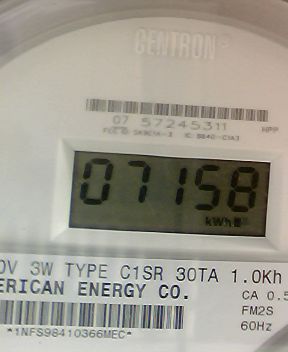 CENTRON®
07 57245311
07158
kWh
0V 3W TYPE C1SR 30TA 1.0Kh
ERICAN ENERGY CO.
CA 0.5
FM2S
60Hz
*1NFS98410366MEC*